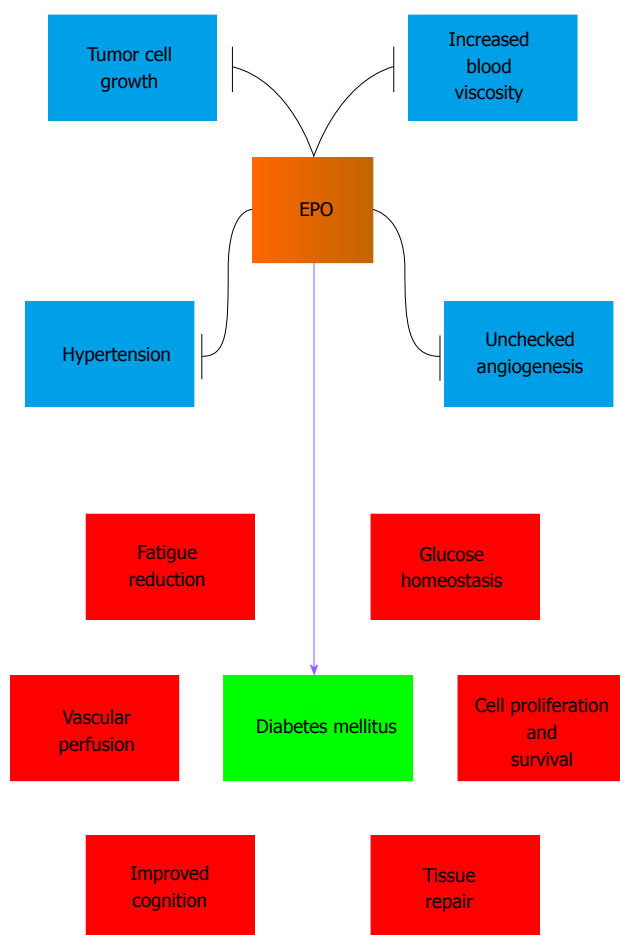 Tumor cell
growth
Increased
blood
viscosity
EPO
Hypertension
Unchecked
angiogenesis
Fatigue
reduction
Glucose
homeostasis
Vascular
perfusion
Diabetes mellitus
Cell proliferation
and
survival
Improved
cognition
Tissue
repair